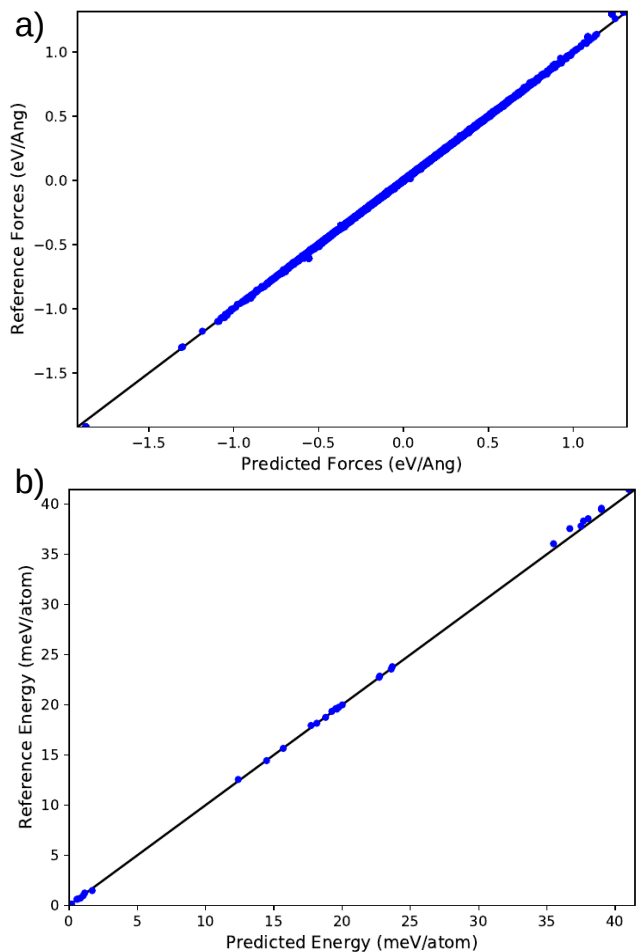 a)
1.0
0.5
0.0
−0.5
−1.0
−1.5
Reference Forces (eV/Ang)
−1.5 −1.0 −0.5 0.0 0.5 1.0
Predicted Forces (eV/Ang)
b)
40
35
30
25
20
15
10
5
0
Reference Energy (meV/atom)
0 5 10 15 20 25 30 35 40
Predicted Energy (meV/atom)